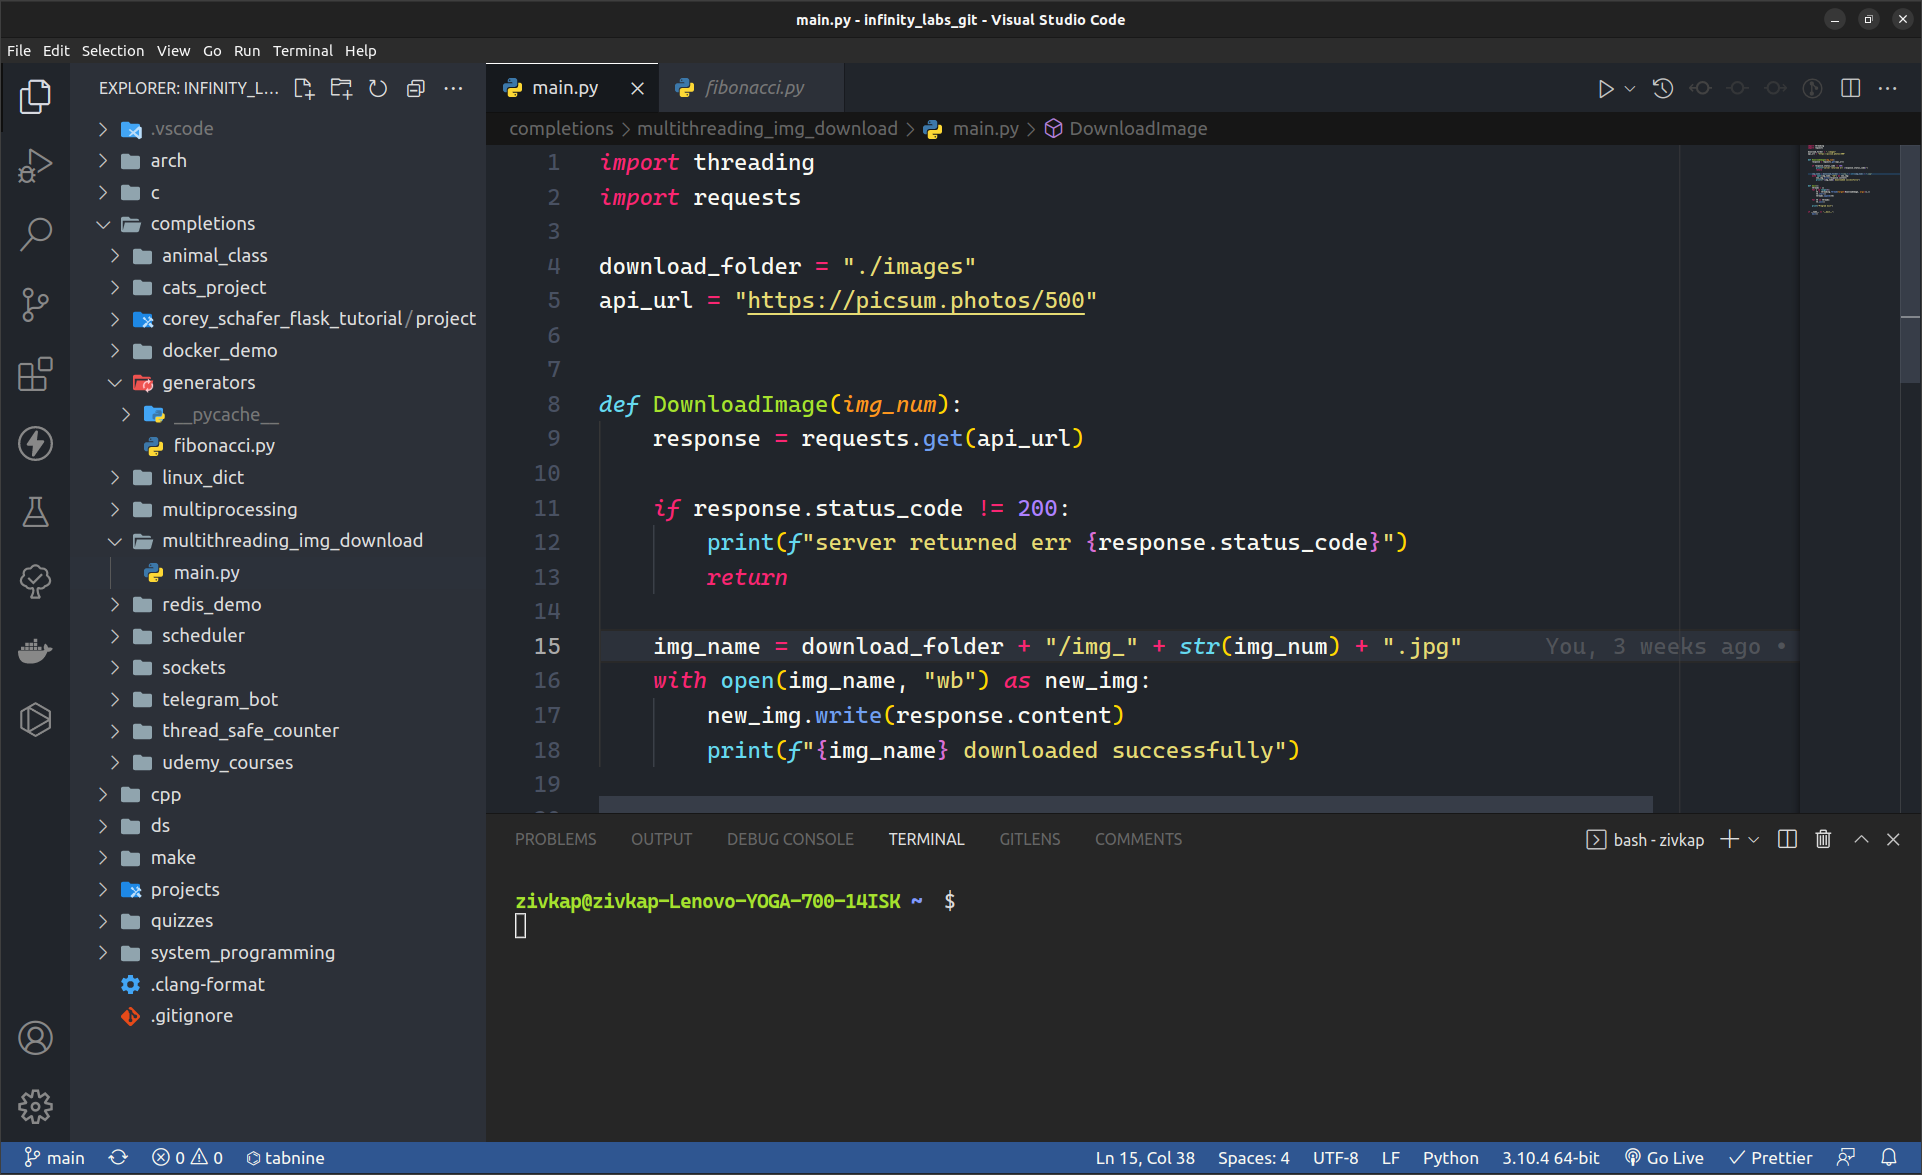 main.py - infinity_labs_git - Visual Studio Code
File Edit Selection View Go Run Terminal Help
EXPLORER: INFINITY_L...
.vscode
arch
c
completions
animal_class
cats_project
corey_schafer_flask_tutorial/project
docker_demo
generators
__pycache__
fibonacci.py
linux_dict
multiprocessing
multithreading_img_download
main.py
redis_demo
scheduler
sockets
telegram_bot
thread_safe_counter
udemy_courses
cpp
ds
make
projects
quizzes
system_programming
.clang-format
.gitignore
main.py fibonacci.py
completions > multithreading_img_download > main.py > DownloadImage
1 import threading
2 import requests
3
4 download_folder = "./images"
5 api_url = "https://picsum.photos/500"
6
7
8 def DownloadImage(img_num):
9 response = requests.get(api_url)
10
11 if response.status_code != 200:
12 print(f"server returned err {response.status_code}")
13 return
14
15 img_name = download_folder + "/img_" + str(img_num) + ".jpg" You, 3 weeks ago •
16 with open(img_name, "wb") as new_img:
17 new_img.write(response.content)
18 print(f"{img_name} downloaded successfully")
19
PROBLEMS OUTPUT DEBUG CONSOLE TERMINAL GITLENS COMMENTS
bash - zivkap
zivkap@zivkap-Lenovo-YOGA-700-14ISK ~ $
main 0 0 tabnine Ln 15, Col 38 Spaces: 4 UTF-8 LF Python 3.10.4 64-bit Go Live Prettier